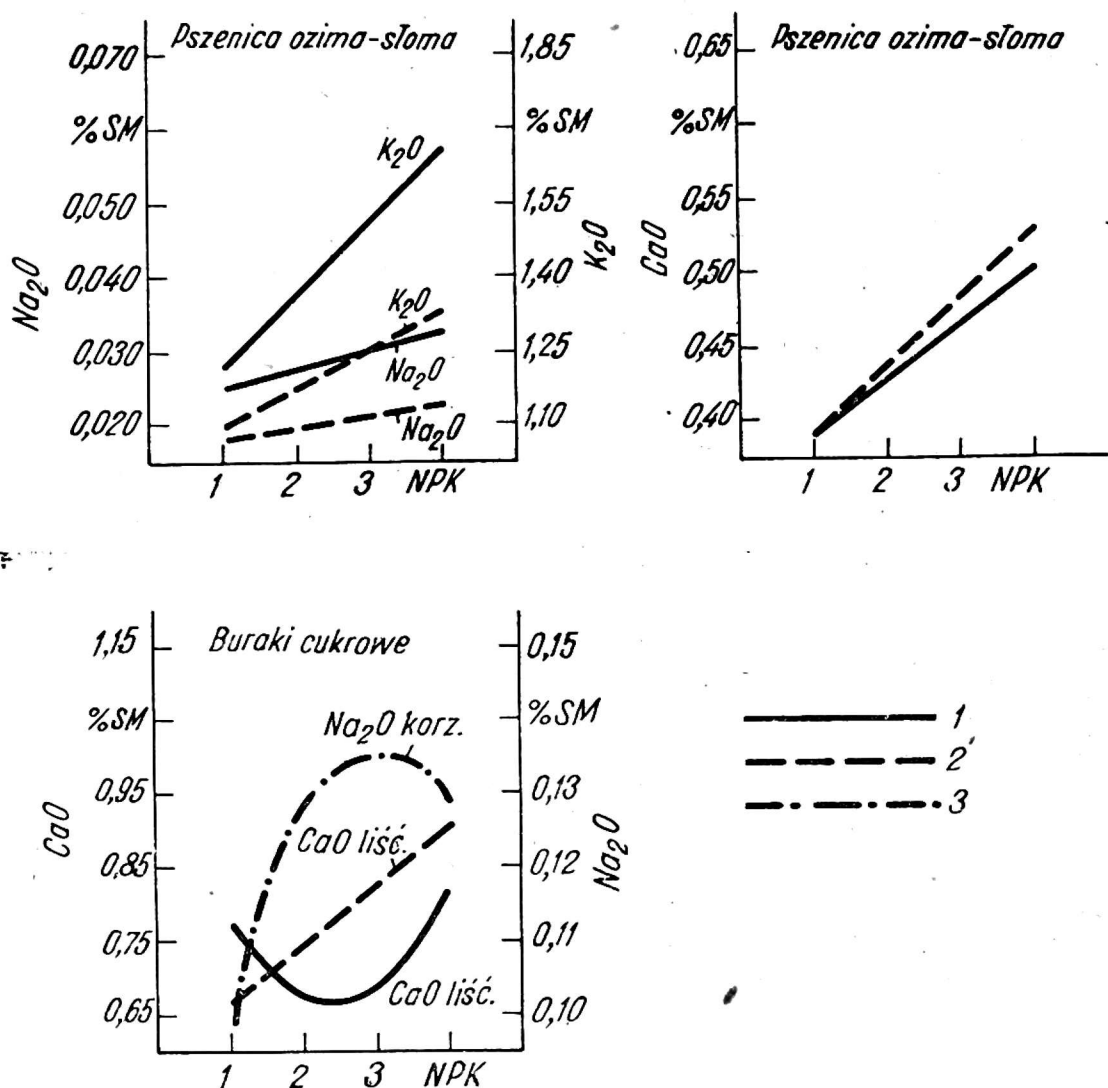 Pszenica ozima-słoma
0,070
% SM
0,050
0,040
0,030
0,020
Na₂O
1,85
% SM
1,55
1,40
1,25
1,10
K₂O
K₂O
K₂O
Na₂O
Na₂O
1 2 3 NPK
Pszenica ozima-słoma
0,65
% SM
0,55
0,50
0,45
0,40
CaO
1 2 3 NPK
Buraki cukrowe
1,15
% SM
0,95
0,85
0,75
0,65
CaO
0,15
% SM
0,13
0,12
0,11
0,10
Na₂O
Na₂O korz.
CaO liść.
CaO liść.
1 2 3 NPK
1
2
3